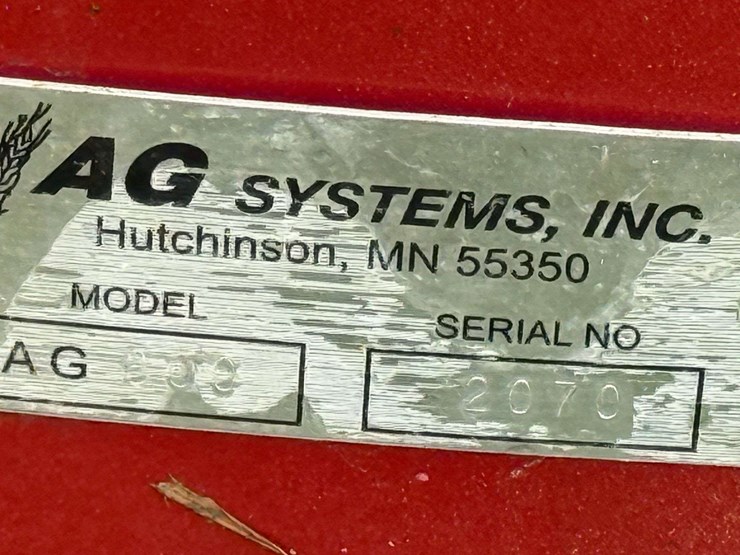 AG SYSTEMS, INC.
Hutchinson, MN 55350
MODEL
SERIAL NO
AG
2070